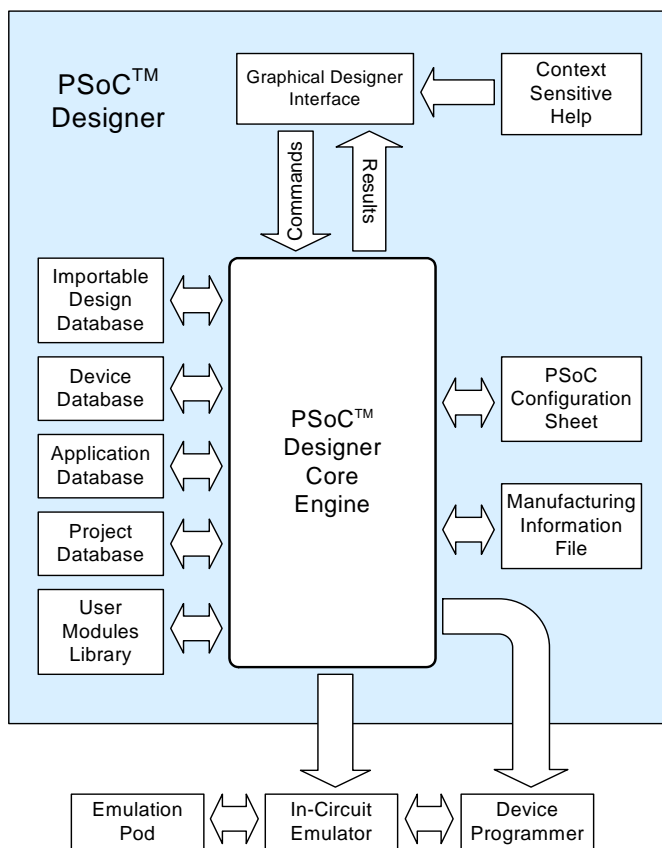 PSoC™
Designer
Graphical Designer
Interface
Context
Sensitive
Help
Commands
Results
Importable
Design
Database
Device
Database
Application
Database
Project
Database
User
Modules
Library
PSoC™
Designer
Core
Engine
PSoC
Configuration
Sheet
Manufacturing
Information
File
Emulation
Pod
In-Circuit
Emulator
Device
Programmer